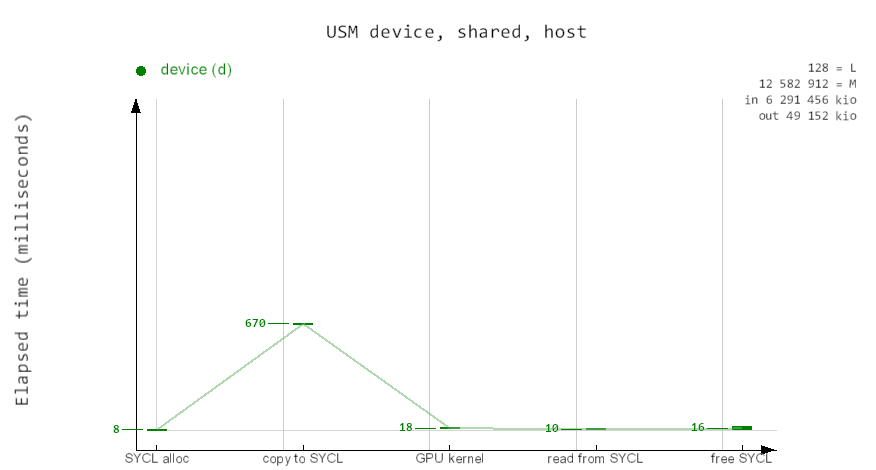 USM device, shared, host
device (d)
128 = L
12 582 912 = M
in 6 291 456 kio
out 49 152 kio
Elapsed time (milliseconds)
670
8
18
10
16
SYCL alloc
copy to SYCL
GPU kernel
read from SYCL
free SYCL